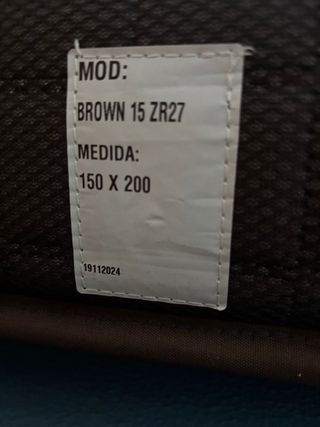 MOD:
BROWN 15 ZR27
MEDIDA:
150 X 200
19112024